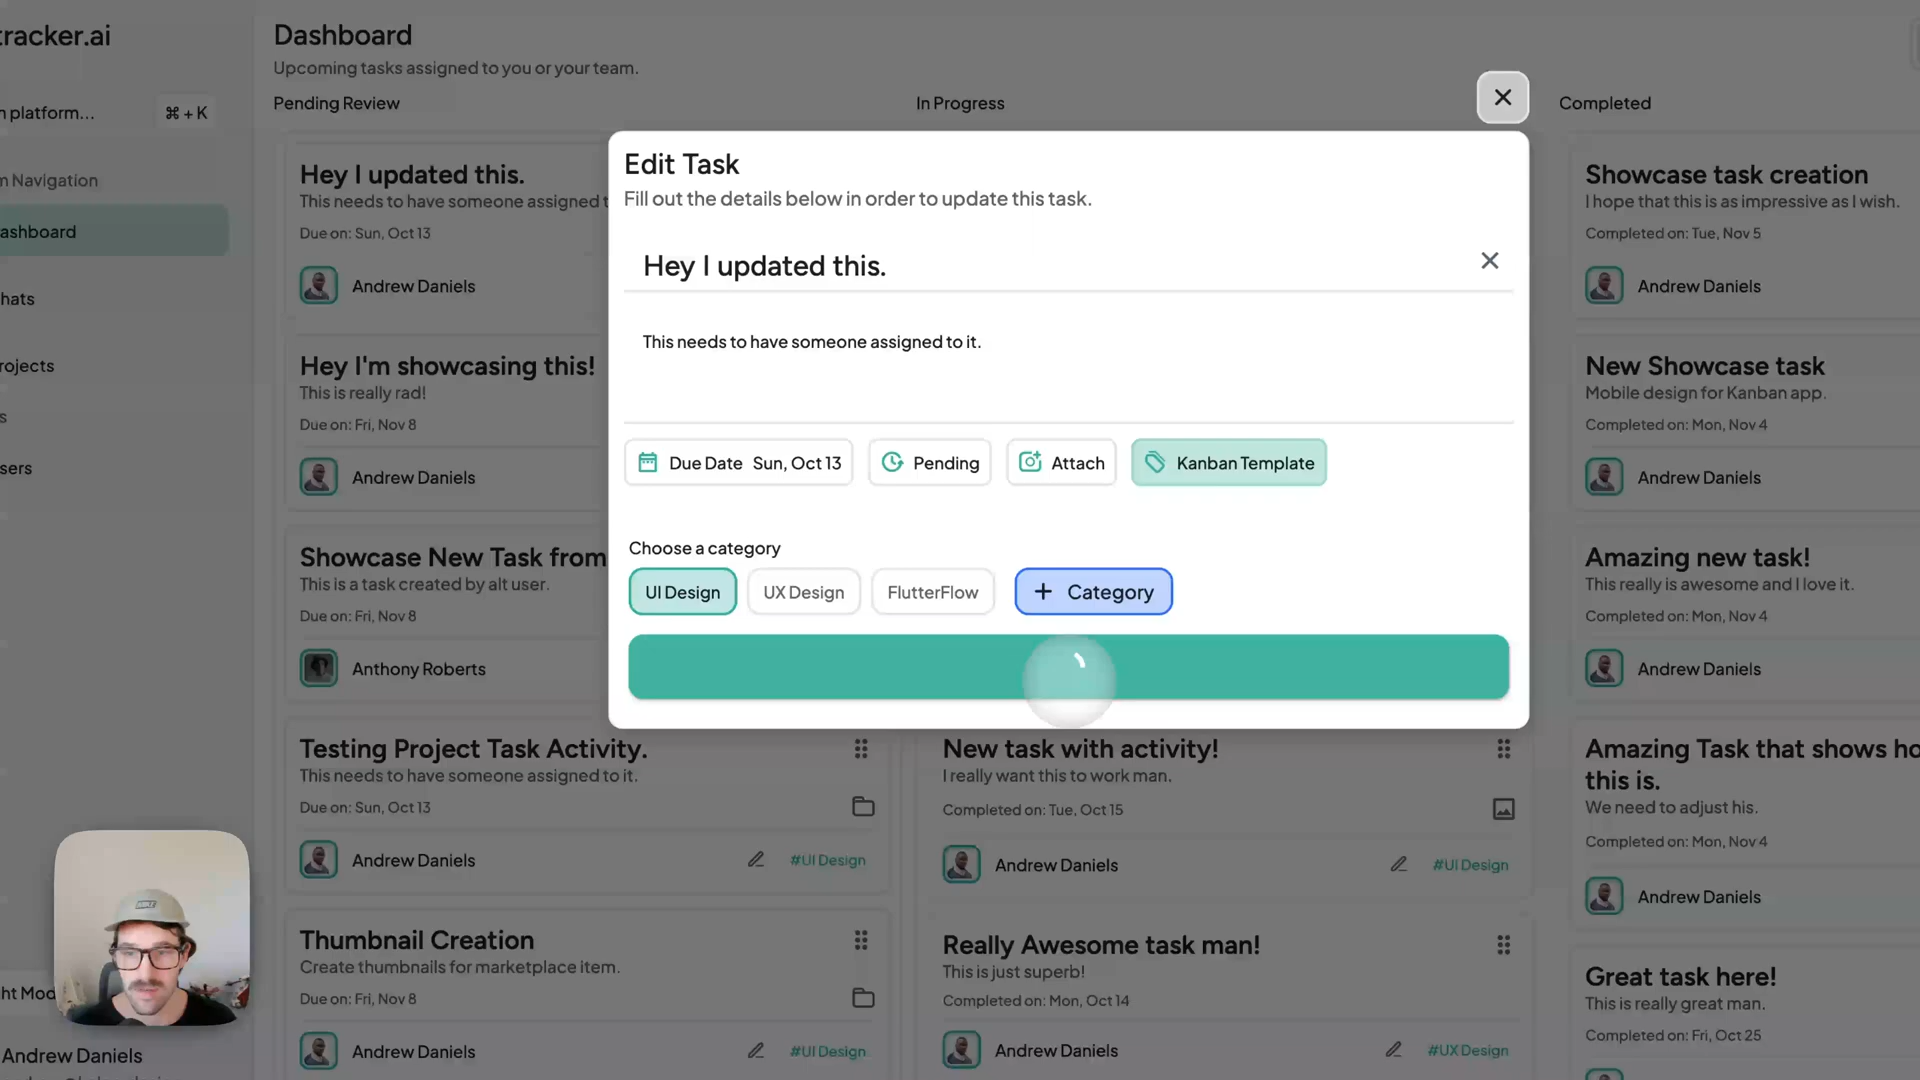 tracker.ai
n platform...
⌘ + K
m Navigation
ashboard
hats
rojects
s
sers
ht Mod
Andrew Daniels
Dashboard
Upcoming tasks assigned to you or your team.
Pending Review
Hey I updated this.
This needs to have someone assigned t
Due on: Sun, Oct 13
Andrew Daniels
Hey I'm showcasing this!
This is really rad!
Due on: Fri, Nov 8
Andrew Daniels
Showcase New Task from
This is a task created by alt user.
Due on: Fri, Nov 8
Anthony Roberts
Testing Project Task Activity.
This needs to have someone assigned to it.
Due on: Sun, Oct 13
Andrew Daniels
#UI Design
Thumbnail Creation
Create thumbnails for marketplace item.
Due on: Fri, Nov 8
Andrew Daniels
#UI Design
In Progress
Edit Task
Fill out the details below in order to update this task.
Hey I updated this.
This needs to have someone assigned to it.
Due Date Sun, Oct 13
Pending
Attach
Kanban Template
Choose a category
UI Design
UX Design
FlutterFlow
+ Category
New task with activity!
I really want this to work man.
Completed on: Tue, Oct 15
Andrew Daniels
#UI Design
Really Awesome task man!
This is just superb!
Completed on: Mon, Oct 14
Andrew Daniels
#UX Design
Completed
Showcase task creation
I hope that this is as impressive as I wish.
Completed on: Tue, Nov 5
Andrew Daniels
New Showcase task
Mobile design for Kanban app.
Completed on: Mon, Nov 4
Andrew Daniels
Amazing new task!
This really is awesome and I love it.
Completed on: Mon, Nov 4
Andrew Daniels
Amazing Task that shows ho
this is.
We need to adjust his.
Completed on: Mon, Nov 4
Andrew Daniels
Great task here!
This is really great man.
Completed on: Fri, Oct 25